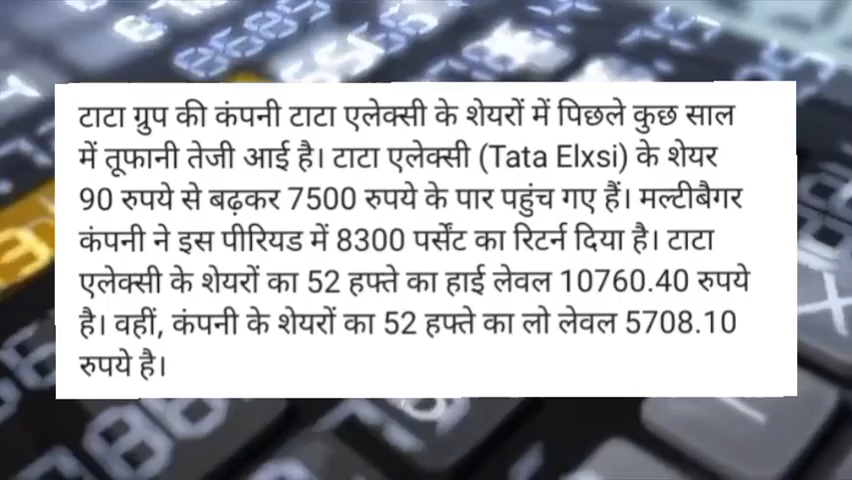 टाटा ग्रुप की कंपनी टाटा एलेक्सी के शेयरों में पिछले कुछ साल
में तूफानी तेजी आई है। टाटा एलेक्सी (Tata Elxsi) के शेयर
90 रुपये से बढ़कर 7500 रुपये के पार पहुंच गए हैं। मल्टीबैगर
कंपनी ने इस पीरियड में 8300 पर्सेंट का रिटर्न दिया है। टाटा
एलेक्सी के शेयरों का 52 हफ्ते का हाई लेवल 10760.40 रुपये
है। वहीं, कंपनी के शेयरों का 52 हफ्ते का लो लेवल 5708.10
रुपये है।